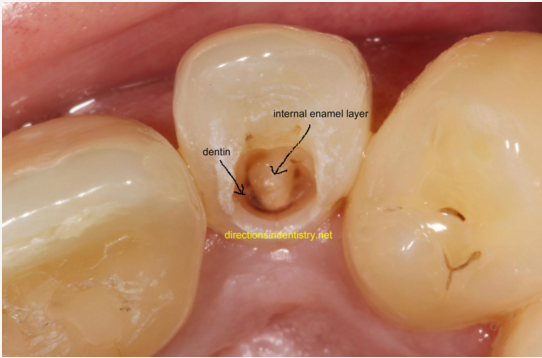 internal enamel layer
dentin
directionsindentistry.net